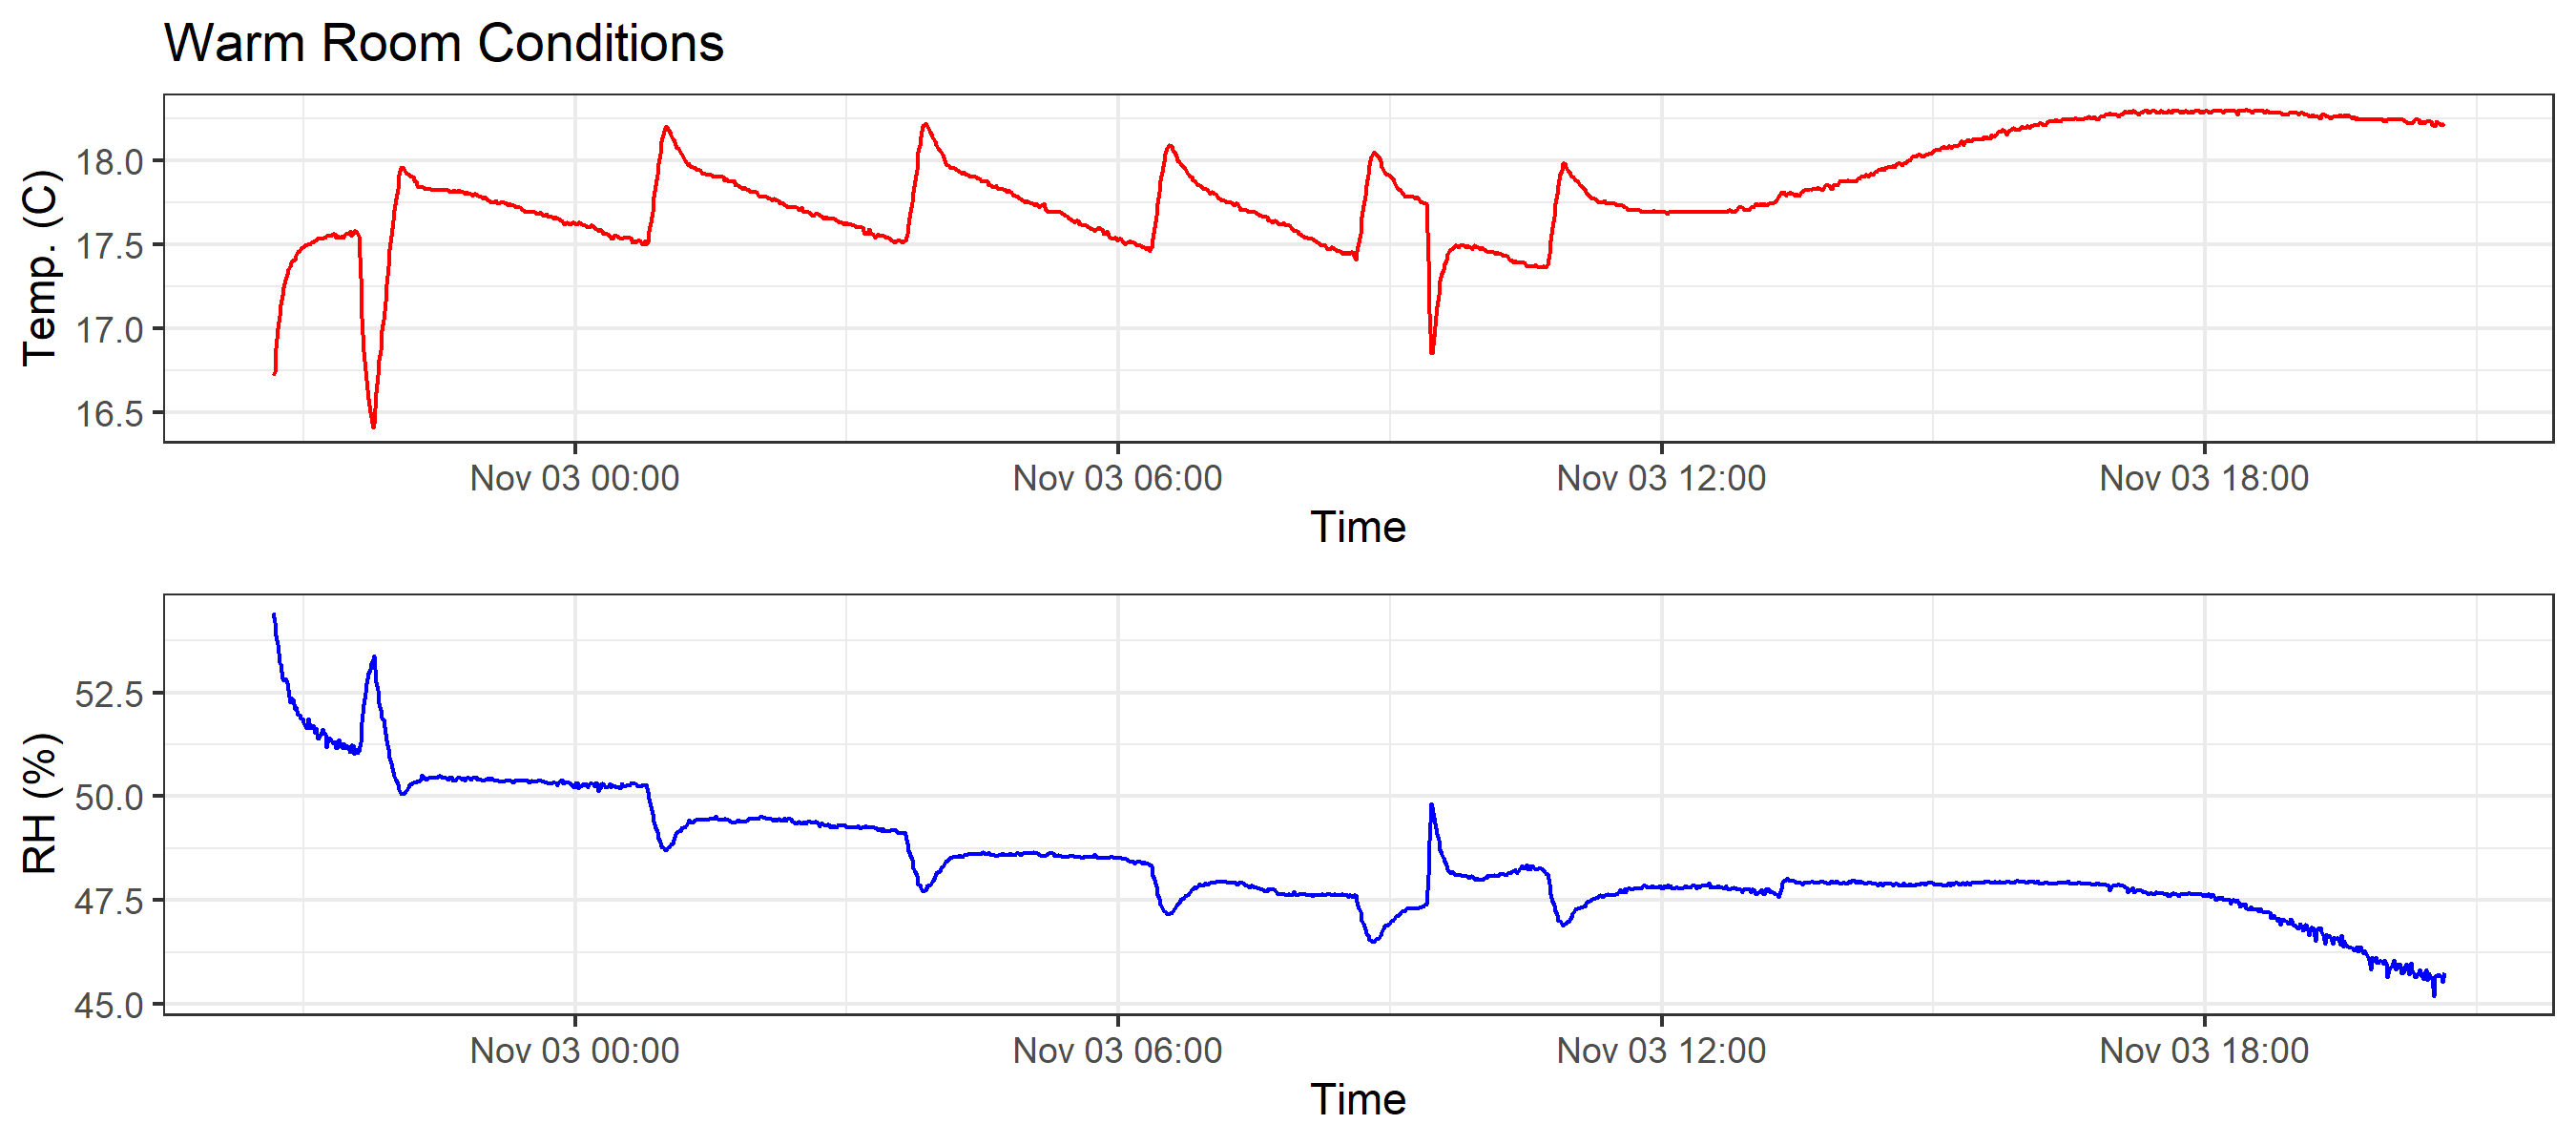 Warm Room Conditions
Temp. (C)
18.0
17.5
17.0
16.5
Nov 03 00:00 Nov 03 06:00 Nov 03 12:00 Nov 03 18:00
Time
RH (%)
52.5
50.0
47.5
45.0
Nov 03 00:00 Nov 03 06:00 Nov 03 12:00 Nov 03 18:00
Time